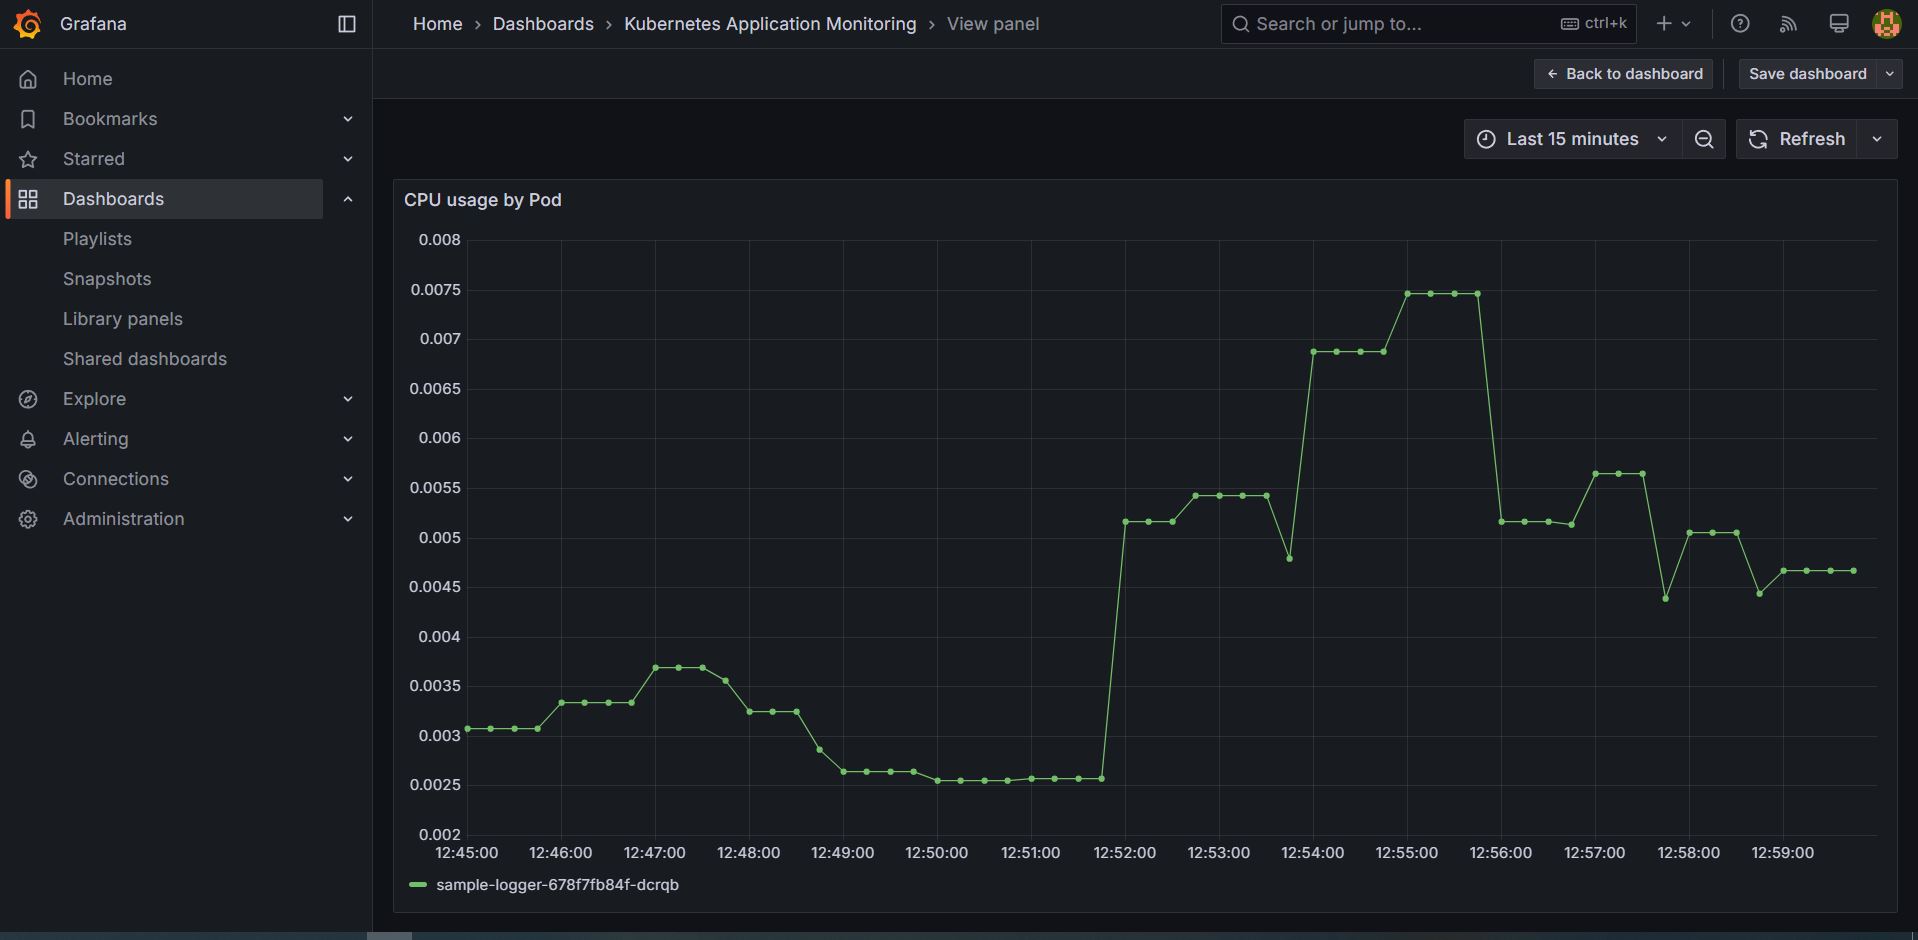 Grafana
Home › Dashboards › Kubernetes Application Monitoring › View panel
Search or jump to...
ctrl+k
Home
Bookmarks
Starred
Dashboards
Playlists
Snapshots
Library panels
Shared dashboards
Explore
Alerting
Connections
Administration
Back to dashboard
Save dashboard
Last 15 minutes
Refresh
CPU usage by Pod
0.008
0.0075
0.007
0.0065
0.006
0.0055
0.005
0.0045
0.004
0.0035
0.003
0.0025
0.002
12:45:00 12:46:00 12:47:00 12:48:00 12:49:00 12:50:00 12:51:00 12:52:00 12:53:00 12:54:00 12:55:00 12:56:00 12:57:00 12:58:00 12:59:00
sample-logger-678f7fb84f-dcrqb